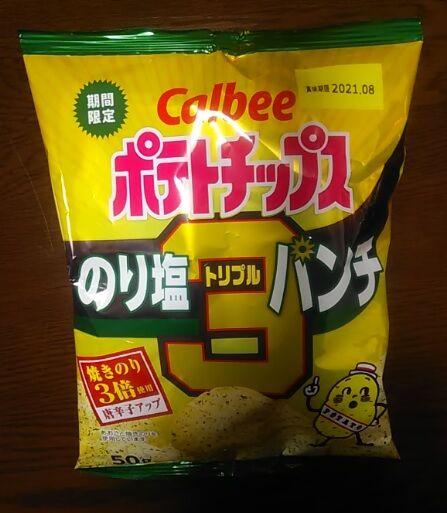 期間
限定
Calbee
賞味期限 2021.08
ポテトチップス
のり塩
トリプル
3
パンチ
焼きのり
3倍使用
唐辛子アップ
POTATO
50g